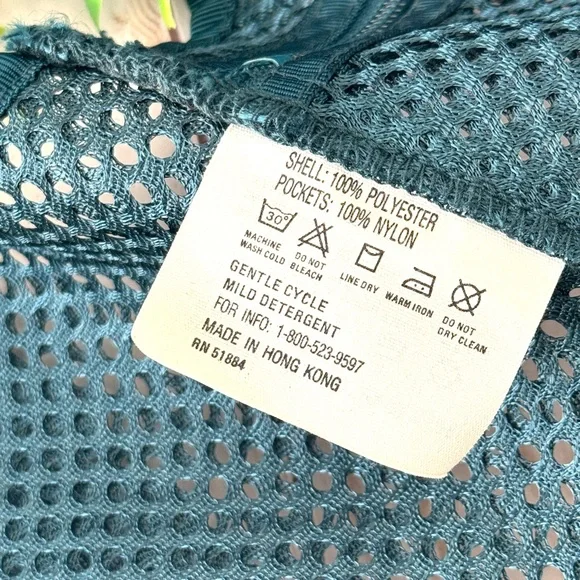 SHELL: 100% POLYESTER
POCKETS: 100% NYLON
30°
MACHINE WASH COLD
DO NOT BLEACH
LINE DRY
WARM IRON
DO NOT DRY CLEAN
GENTLE CYCLE
MILD DETERGENT
FOR INFO: 1-800-523-9597
MADE IN HONG KONG
RN 51884